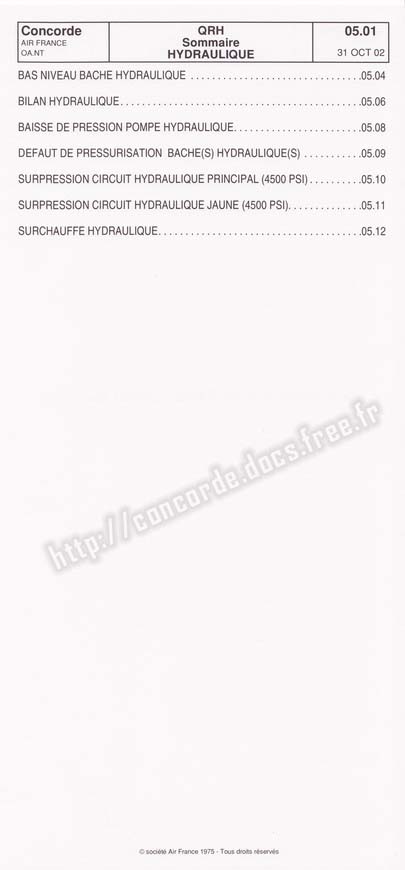 Concorde
AIR FRANCE
OA.NT
QRH
Sommaire
HYDRAULIQUE
05.01
31 OCT 02
BAS NIVEAU BACHE HYDRAULIQUE ..............................05.04
BILAN HYDRAULIQUE..........................................05.06
BAISSE DE PRESSION POMPE HYDRAULIQUE.......................05.08
DEFAUT DE PRESSURISATION BACHE(S) HYDRAULIQUE(S) ..........05.09
SURPRESSION CIRCUIT HYDRAULIQUE PRINCIPAL (4500 PSI).........05.10
SURPRESSION CIRCUIT HYDRAULIQUE JAUNE (4500 PSI).............05.11
SURCHAUFFE HYDRAULIQUE.....................................05.12
http://concorde.docs.free.fr
© société Air France 1975 - Tous droits réservés